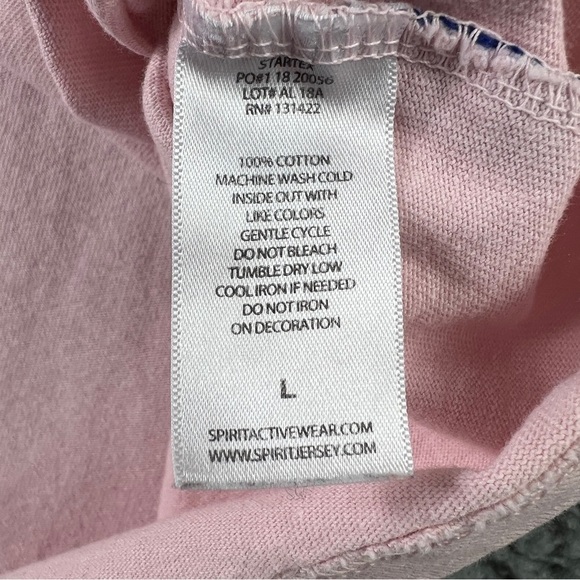 STARTEX
PO#1 18 20056
LOT# AL 18A
RN# 131422
100% COTTON
MACHINE WASH COLD
INSIDE OUT WITH
LIKE COLORS
GENTLE CYCLE
DO NOT BLEACH
TUMBLE DRY LOW
COOL IRON IF NEEDED
DO NOT IRON
ON DECORATION
L
SPIRITACTIVEWEAR.COM
WWW.SPIRITJERSEY.COM